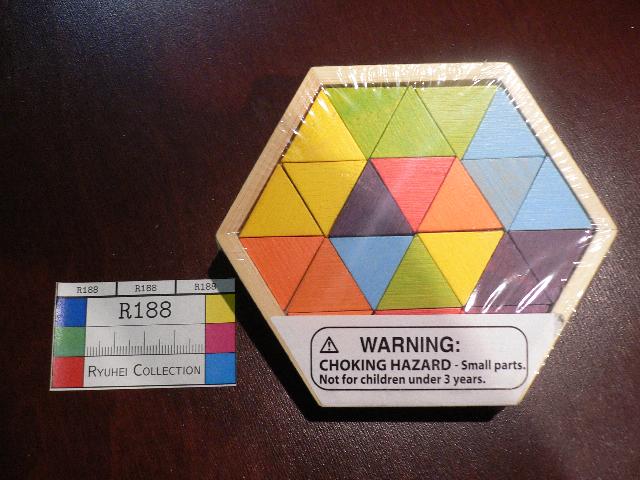 R188 R188 R188
R188
RYUHEI COLLECTION
WARNING:
CHOKING HAZARD - Small parts.
Not for children under 3 years.